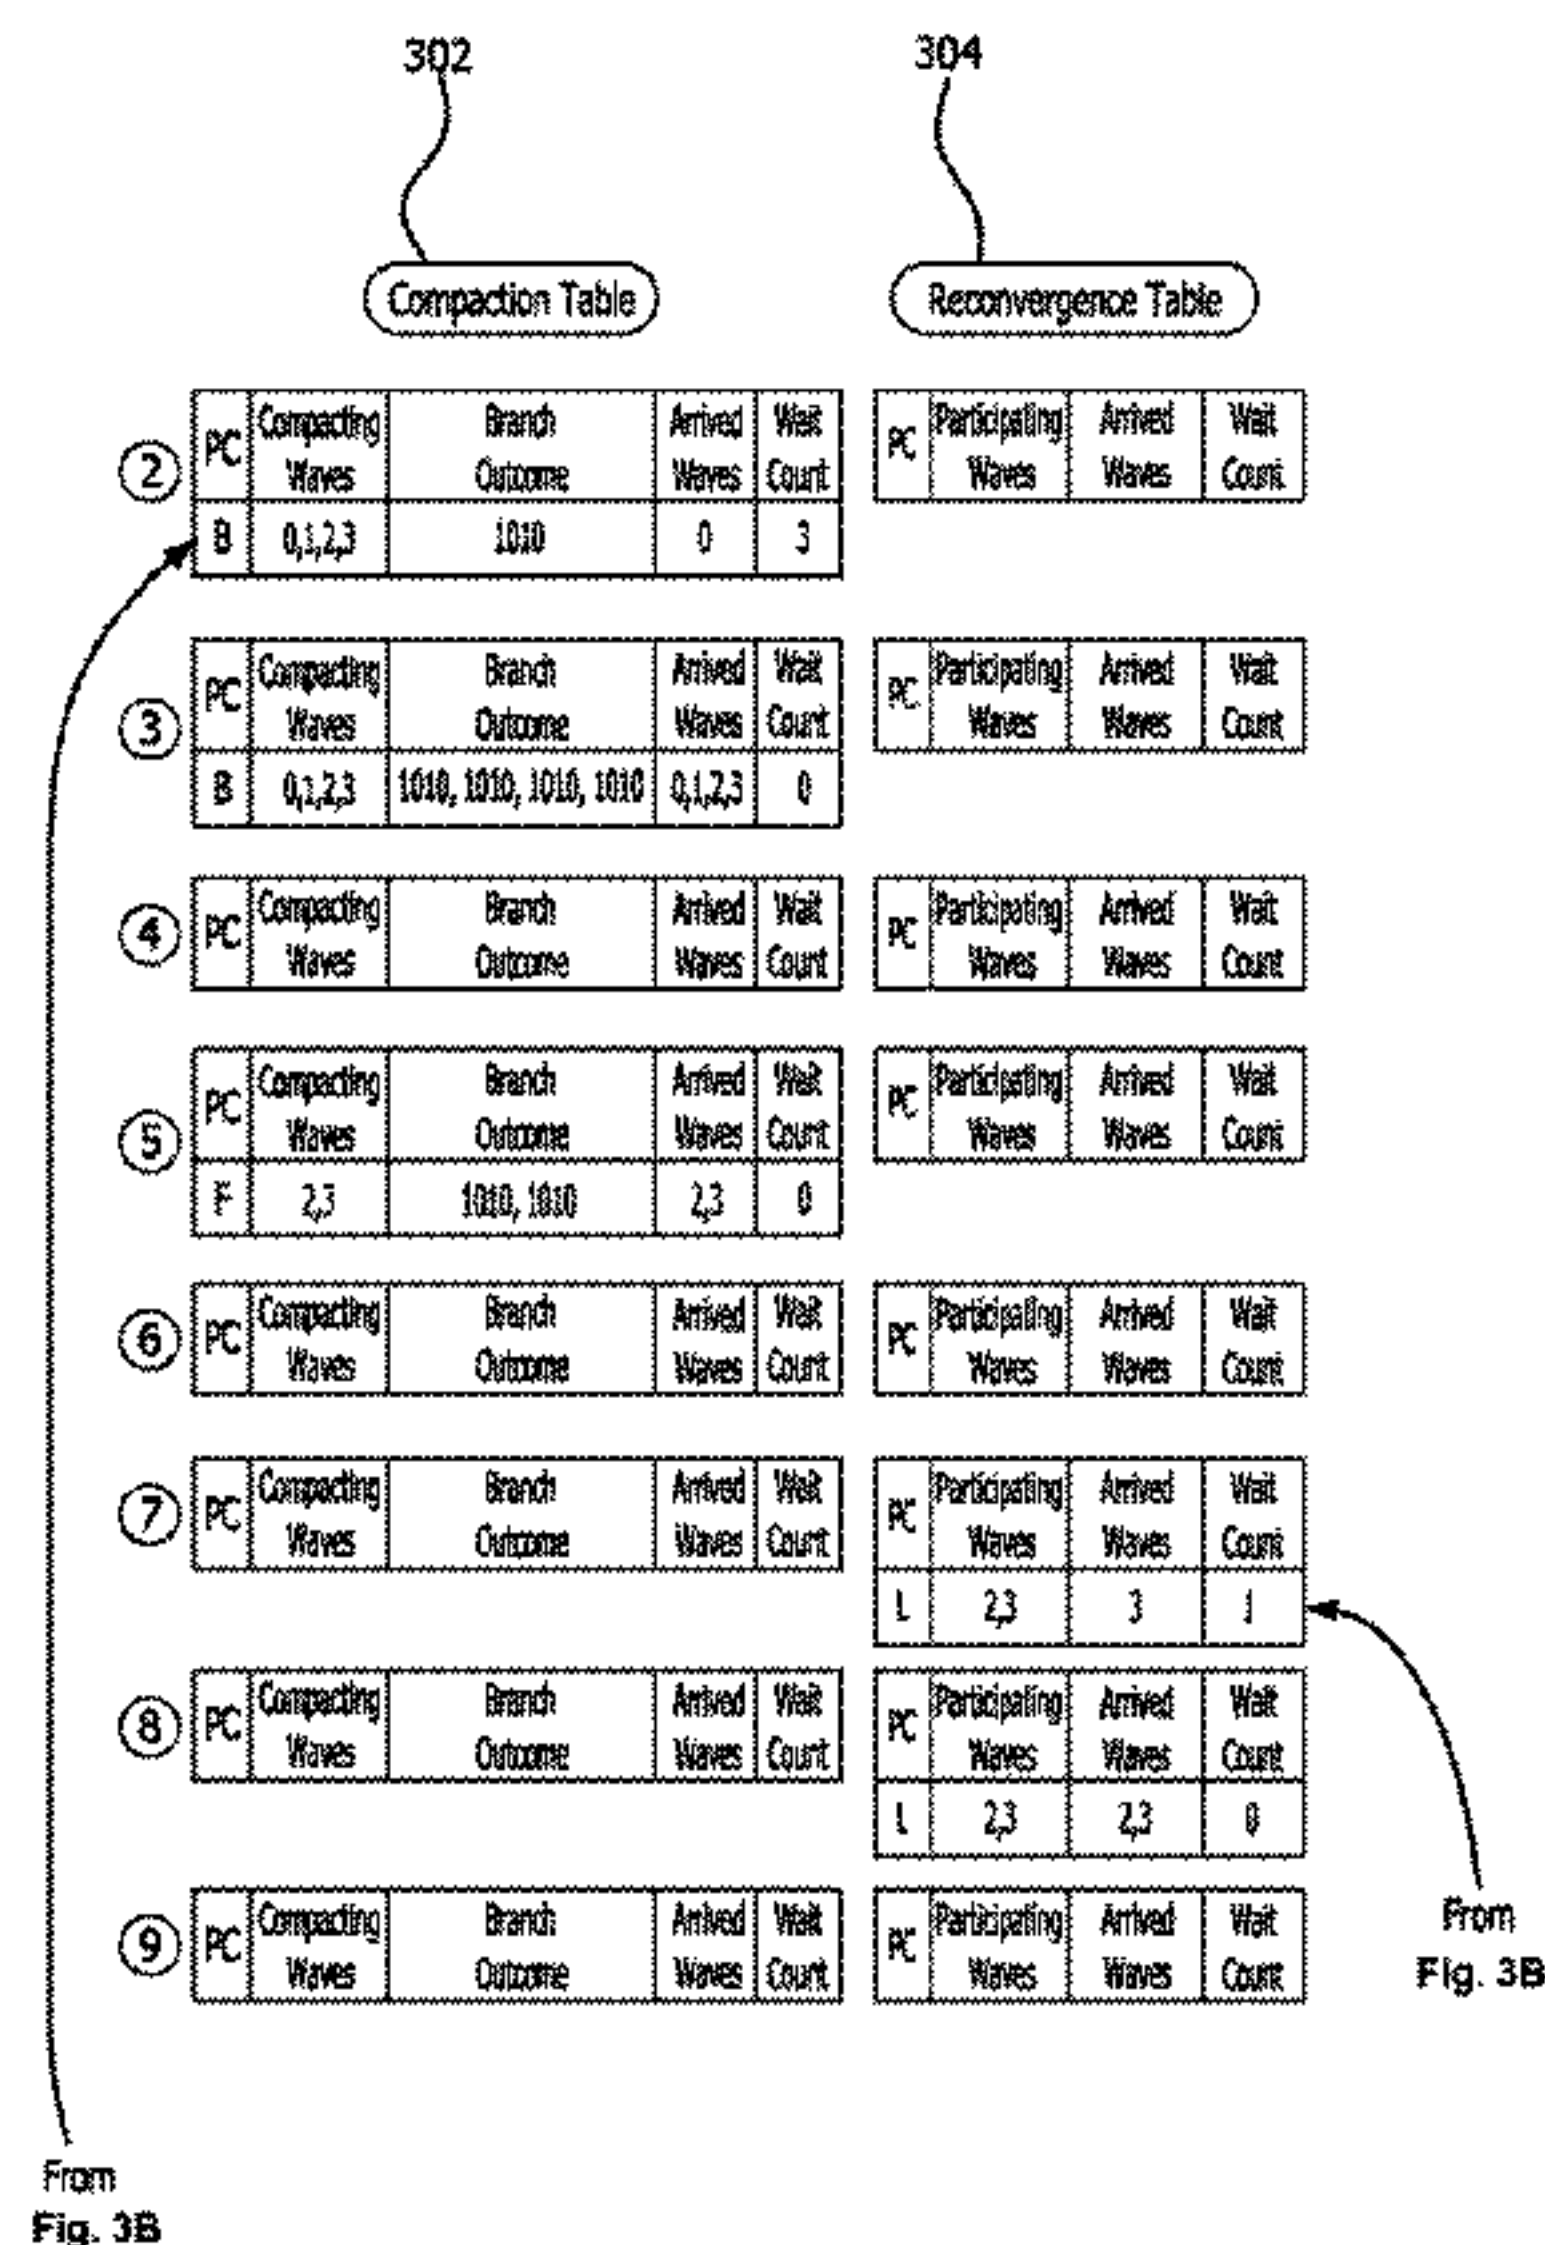 302 304
Compaction Table Reconvergence Table
② PC Compacting Waves Branch Outcome Arrived Waves Wait Count PC Participating Waves Arrived Waves Wait Count
B 0,1,2,3 1010 0 3
③ PC Compacting Waves Branch Outcome Arrived Waves Wait Count PC Participating Waves Arrived Waves Wait Count
B 0,1,2,3 1010, 1010, 1010, 1010 0,1,2,3 0
④ PC Compacting Waves Branch Outcome Arrived Waves Wait Count PC Participating Waves Arrived Waves Wait Count
⑤ PC Compacting Waves Branch Outcome Arrived Waves Wait Count PC Participating Waves Arrived Waves Wait Count
F 2,3 1010, 1010 2,3 0
⑥ PC Compacting Waves Branch Outcome Arrived Waves Wait Count PC Participating Waves Arrived Waves Wait Count
⑦ PC Compacting Waves Branch Outcome Arrived Waves Wait Count PC Participating Waves Arrived Waves Wait Count
L 2,3 3 1
⑧ PC Compacting Waves Branch Outcome Arrived Waves Wait Count PC Participating Waves Arrived Waves Wait Count
L 2,3 2,3 0
⑨ PC Compacting Waves Branch Outcome Arrived Waves Wait Count PC Participating Waves Arrived Waves Wait Count
From
Fig. 3B
From
Fig. 3B